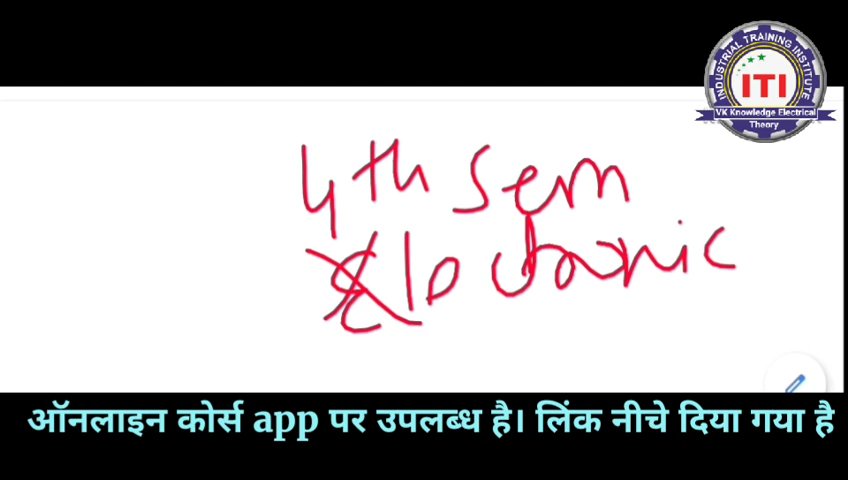 INDUSTRIAL TRAINING INSTITUTE
ITI
VK Knowledge Electrical
Theory
4th Sem
Electronic
ऑनलाइन कोर्स app पर उपलब्ध है। लिंक नीचे दिया गया है